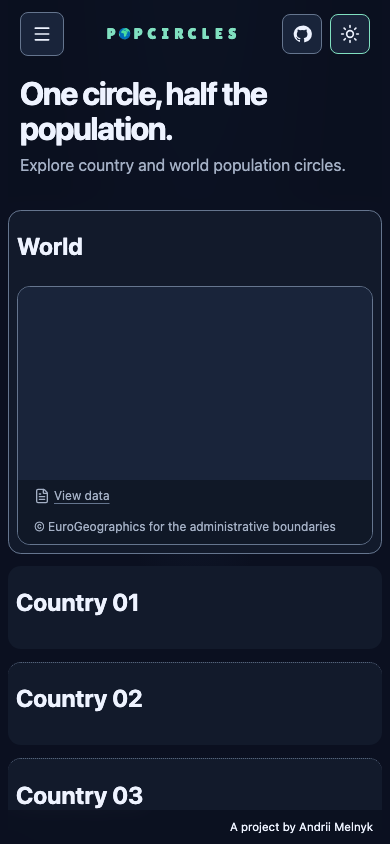 POPCIRCLES
One circle, half the
population.
Explore country and world population circles.
World
View data
© EuroGeographics for the administrative boundaries
Country 01
Country 02
Country 03
A project by Andrii Melnyk